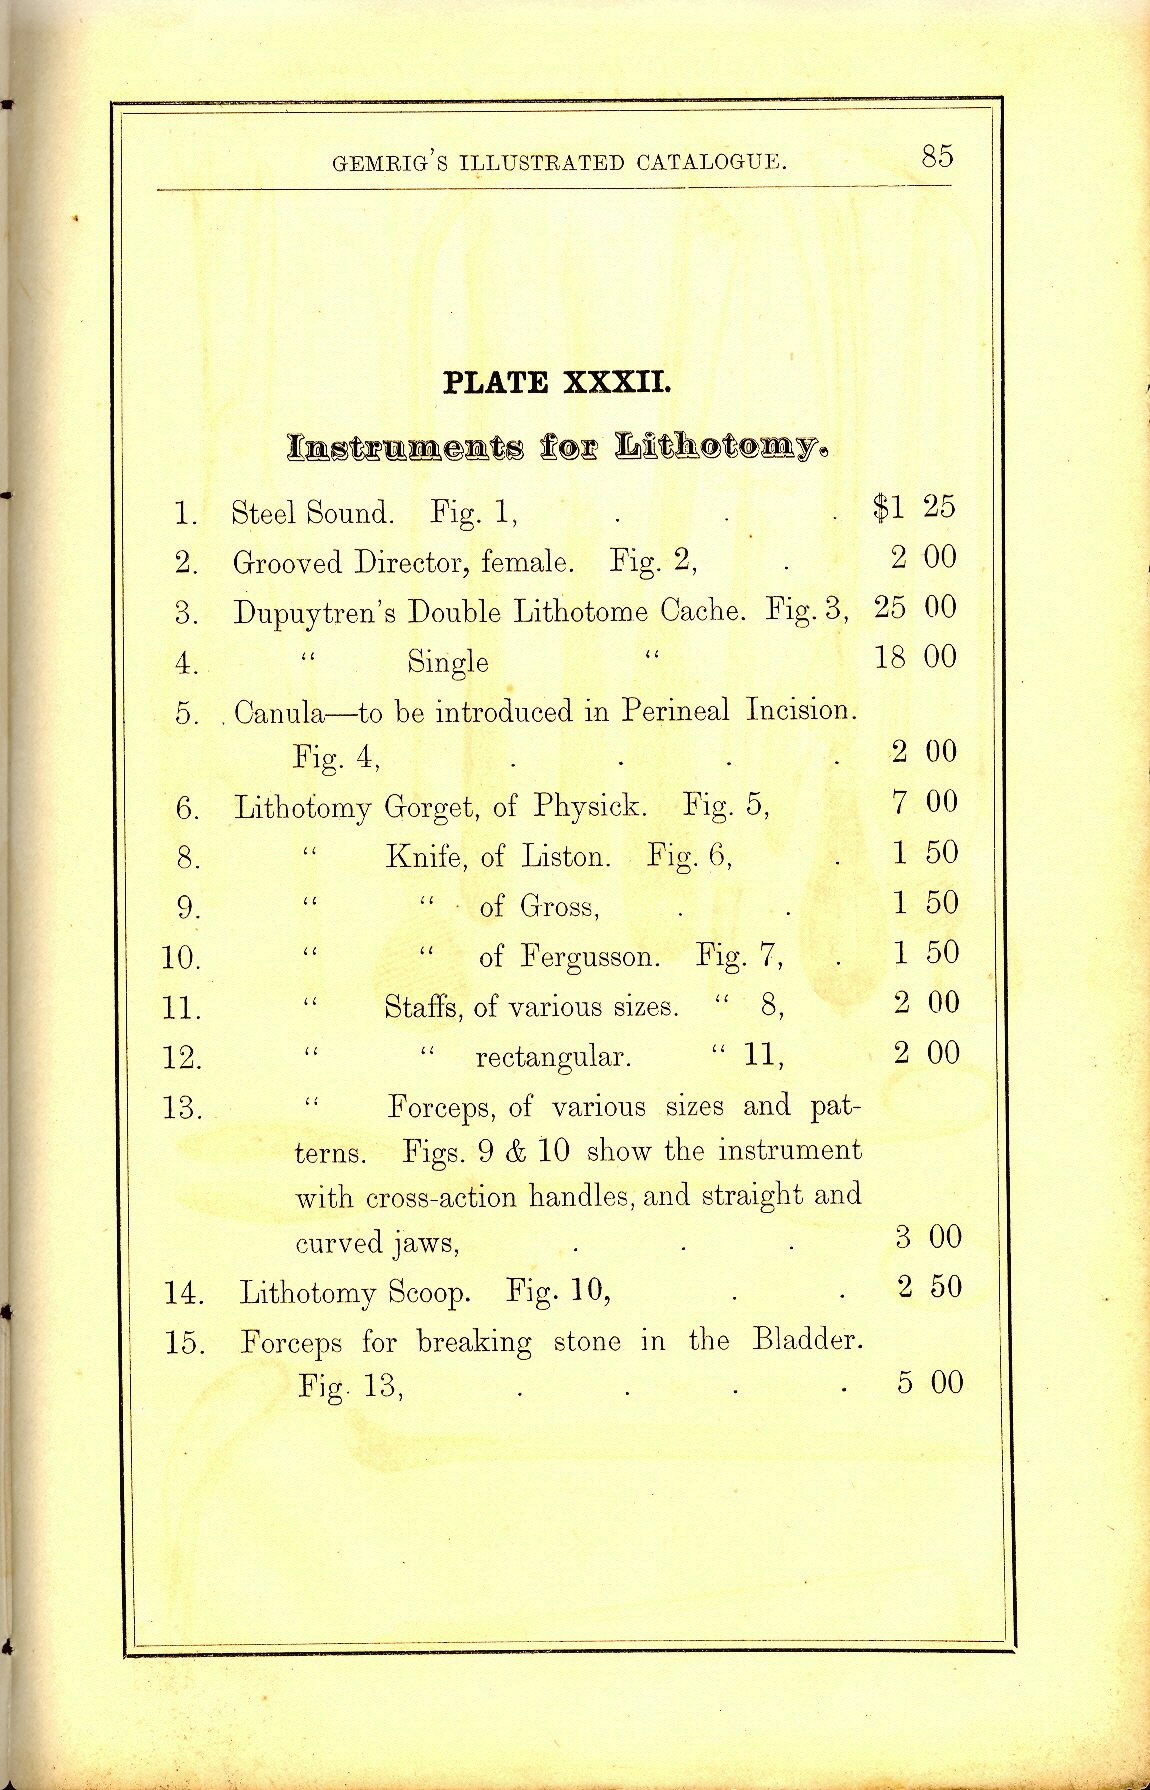 GEMRIG'S ILLUSTRATED CATALOGUE. 85
PLATE XXXII.
Instruments for Lithotomy.
1. Steel Sound. Fig. 1, . . . $1 25
2. Grooved Director, female. Fig. 2, . 2 00
3. Dupuytren's Double Lithotome Cache. Fig. 3, 25 00
4. “ Single “ 18 00
5. Canula—to be introduced in Perineal Incision.
Fig. 4, . . . . 2 00
6. Lithotomy Gorget, of Physick. Fig. 5, 7 00
8. “ Knife, of Liston. Fig. 6, . 1 50
9. “ “ of Gross, . . 1 50
10. “ “ of Fergusson. Fig. 7, . 1 50
11. “ Staffs, of various sizes. “ 8, 2 00
12. “ “ rectangular. “ 11, 2 00
13. “ Forceps, of various sizes and pat-
terns. Figs. 9 & 10 show the instrument
with cross-action handles, and straight and
curved jaws, . . . 3 00
14. Lithotomy Scoop. Fig. 10, . . 2 50
15. Forceps for breaking stone in the Bladder.
Fig. 13, . . . . 5 00